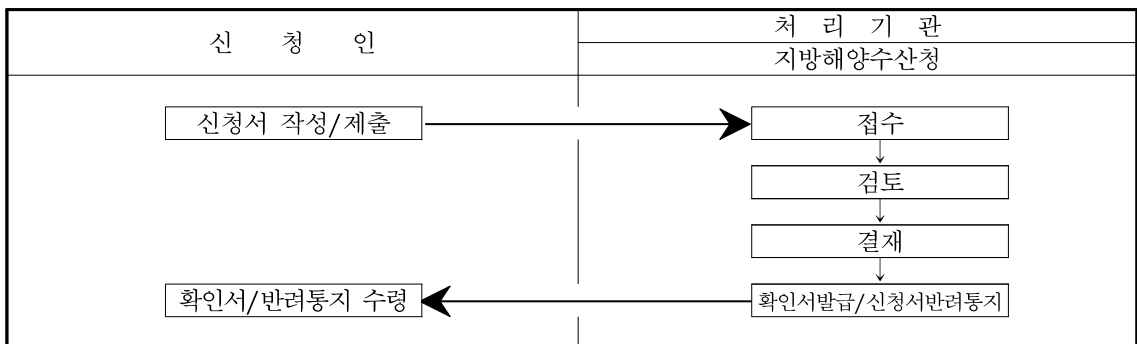 신 청 인
처 리 기 관
지방해양수산청
신청서 작성/제출
접수
검토
결재
확인서/반려통지 수령
확인서발급/신청서반려통지